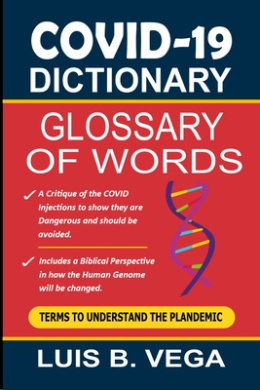 COVID-19
DICTIONARY
GLOSSARY
OF WORDS
✓ A Critique of the COVID
Injections to show they are
Dangerous and should be
avoided.
✓ Includes a Biblical Perspective
in how the Human Genome
will be changed.
TERMS TO UNDERSTAND THE PLANDEMIC
LUIS B. VEGA